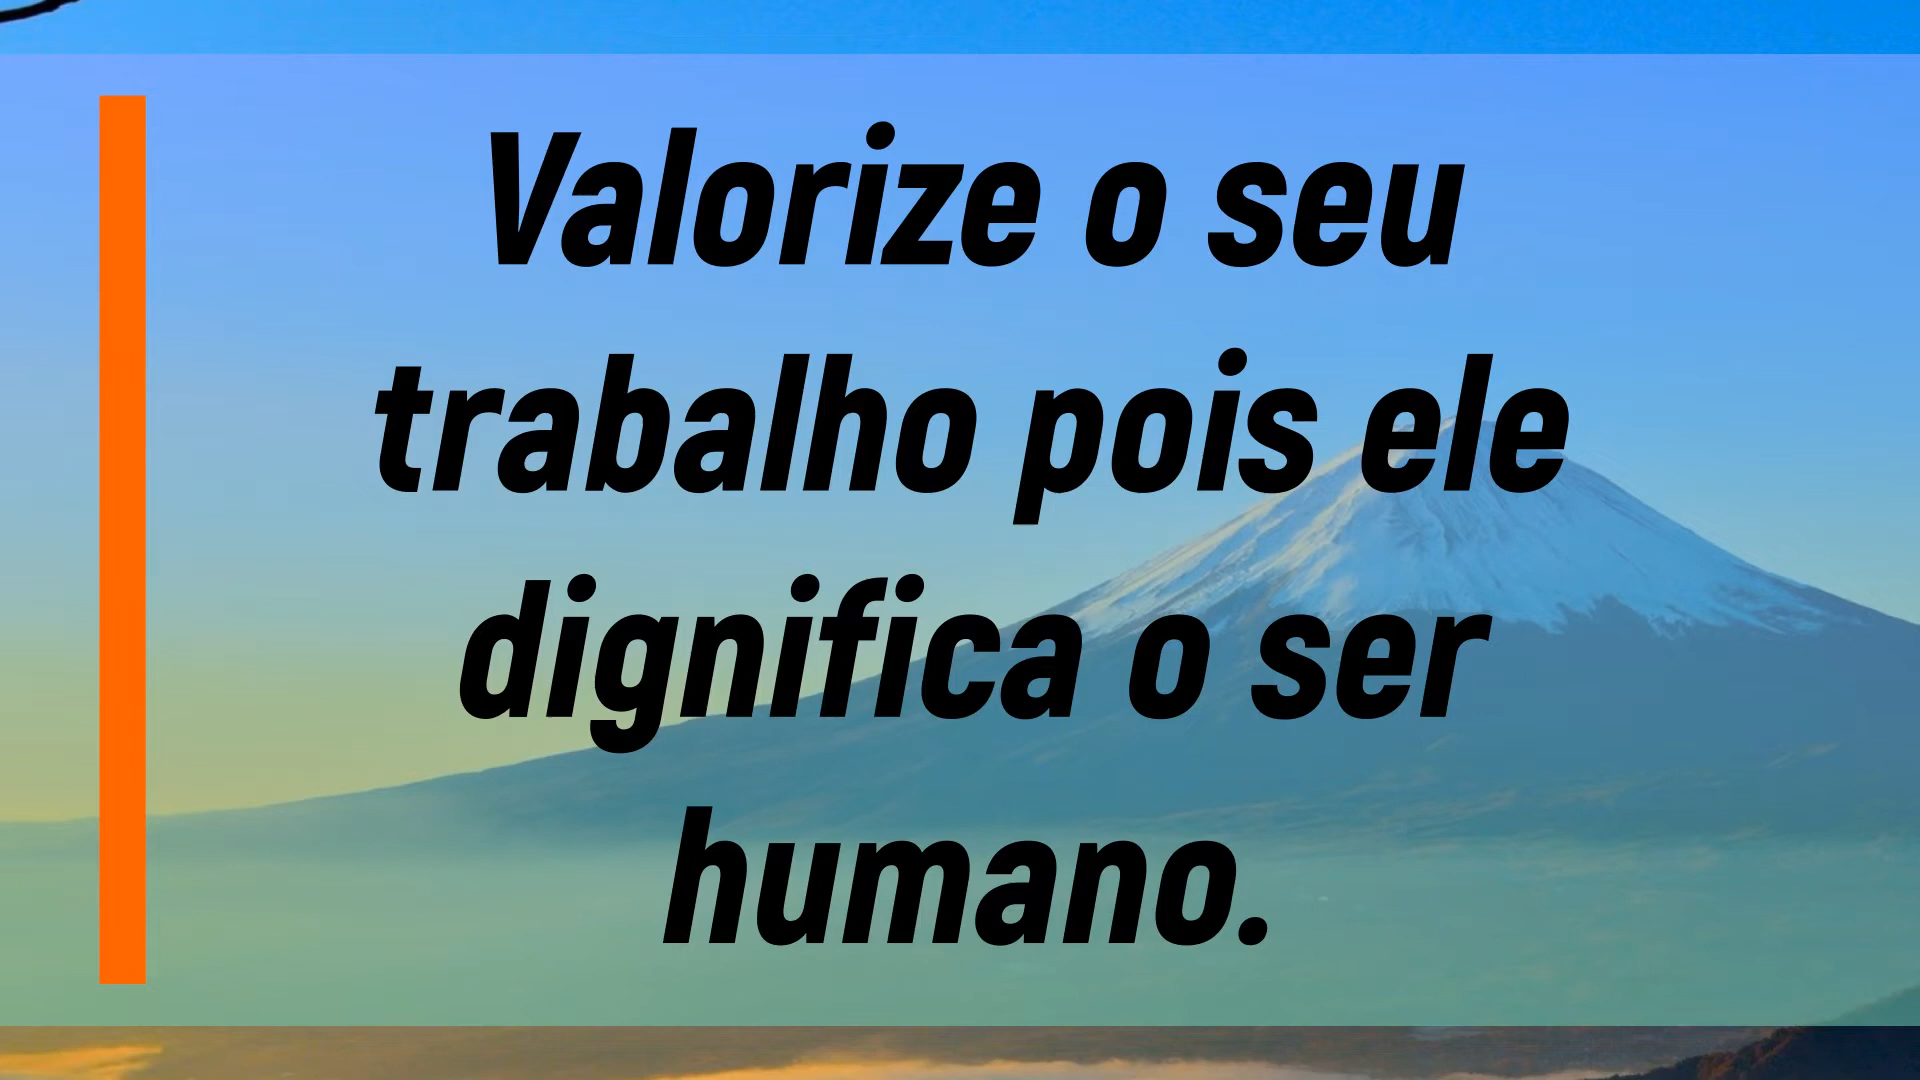 Valorize o seu
trabalho pois ele
dignifica o ser
humano.